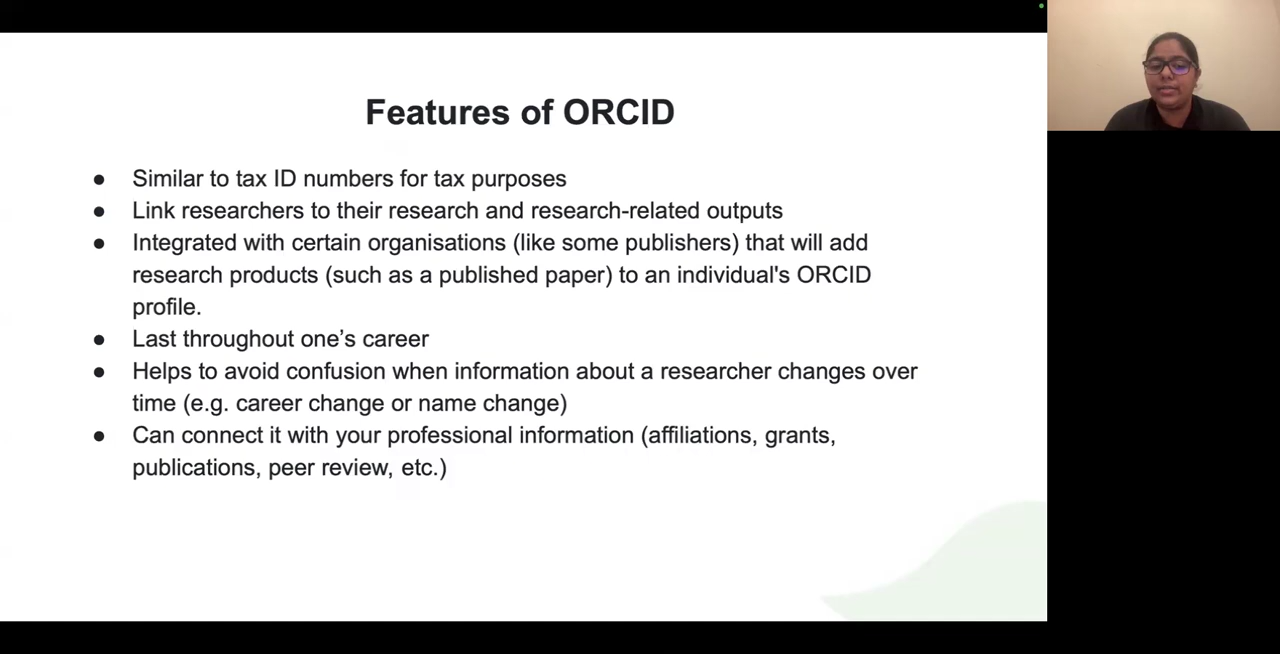 Features of ORCID
● Similar to tax ID numbers for tax purposes
● Link researchers to their research and research-related outputs
● Integrated with certain organisations (like some publishers) that will add
research products (such as a published paper) to an individual's ORCID
profile.
● Last throughout one’s career
● Helps to avoid confusion when information about a researcher changes over
time (e.g. career change or name change)
● Can connect it with your professional information (affiliations, grants,
publications, peer review, etc.)